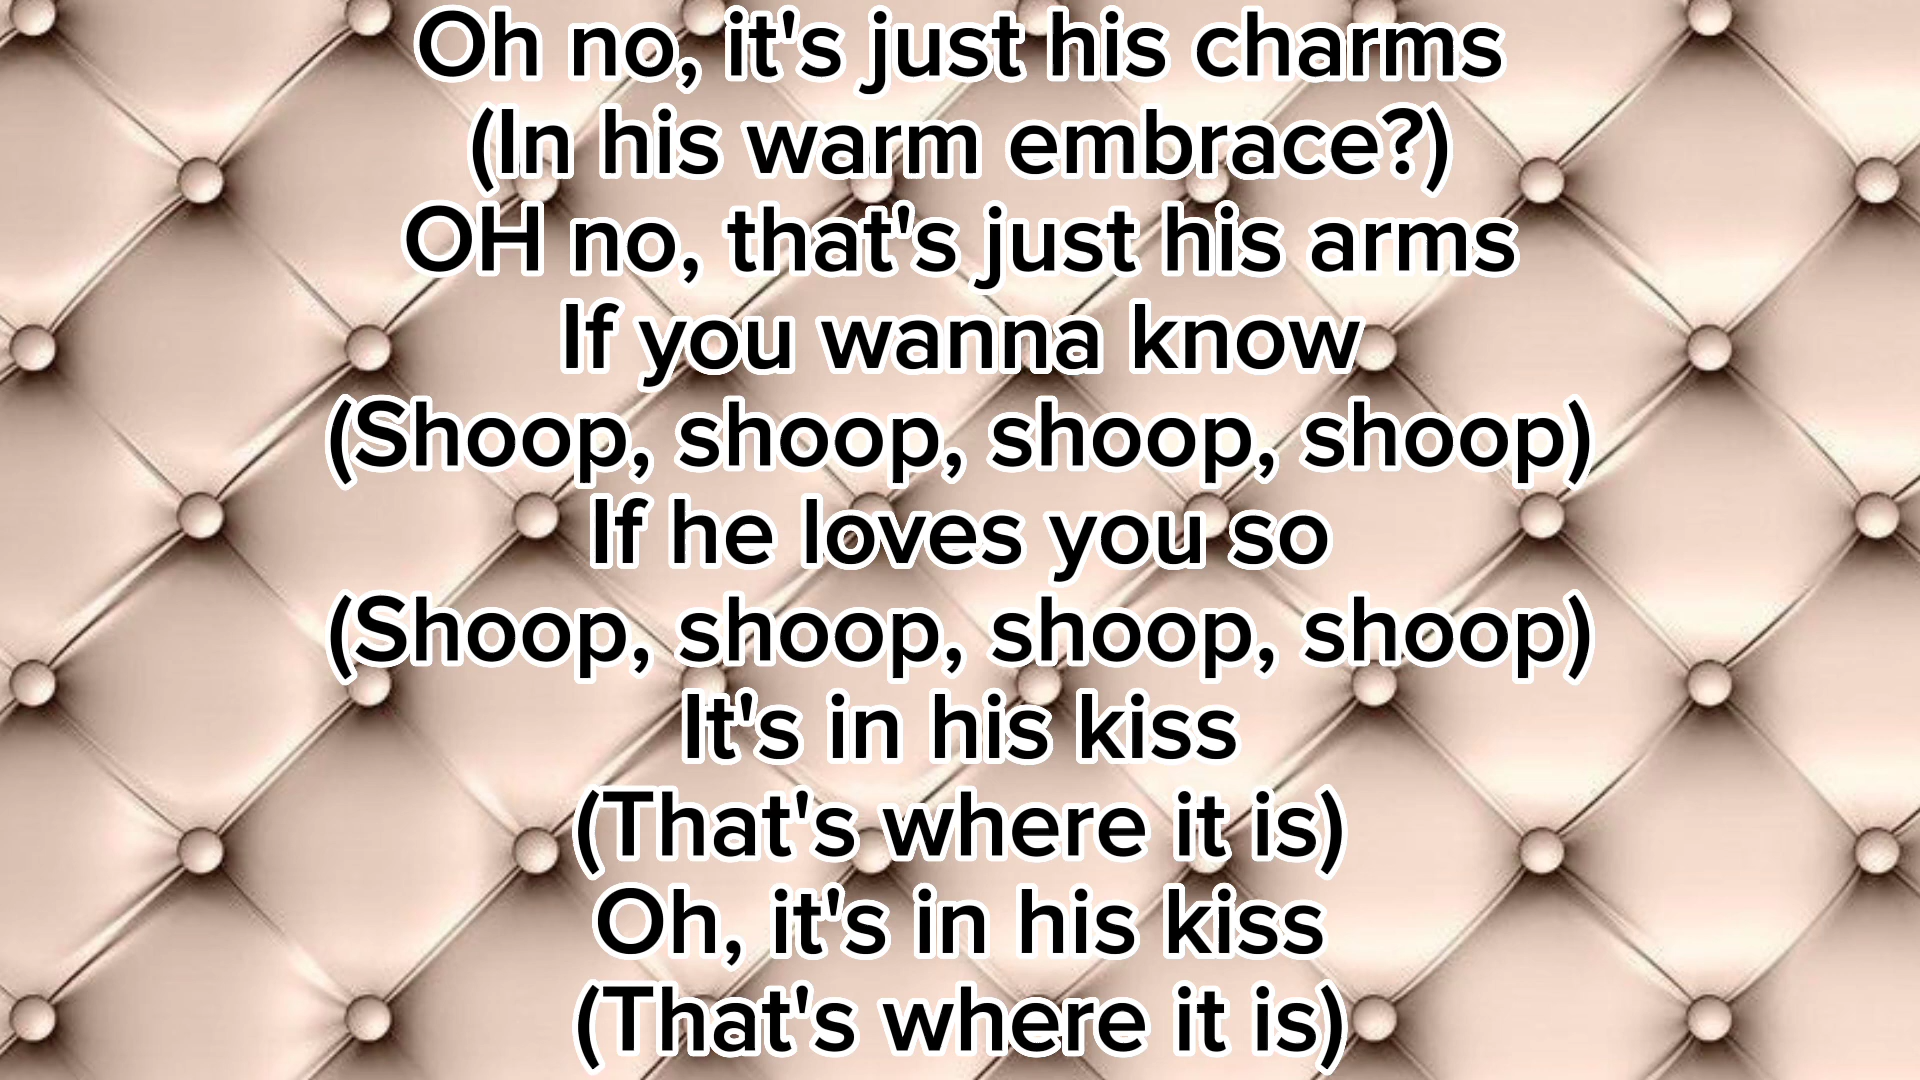 Oh no, it's just his charms
(In his warm embrace?)
OH no, that's just his arms
If you wanna know
(Shoop, shoop, shoop, shoop)
If he loves you so
(Shoop, shoop, shoop, shoop)
It's in his kiss
(That's where it is)
Oh, it's in his kiss
(That's where it is)